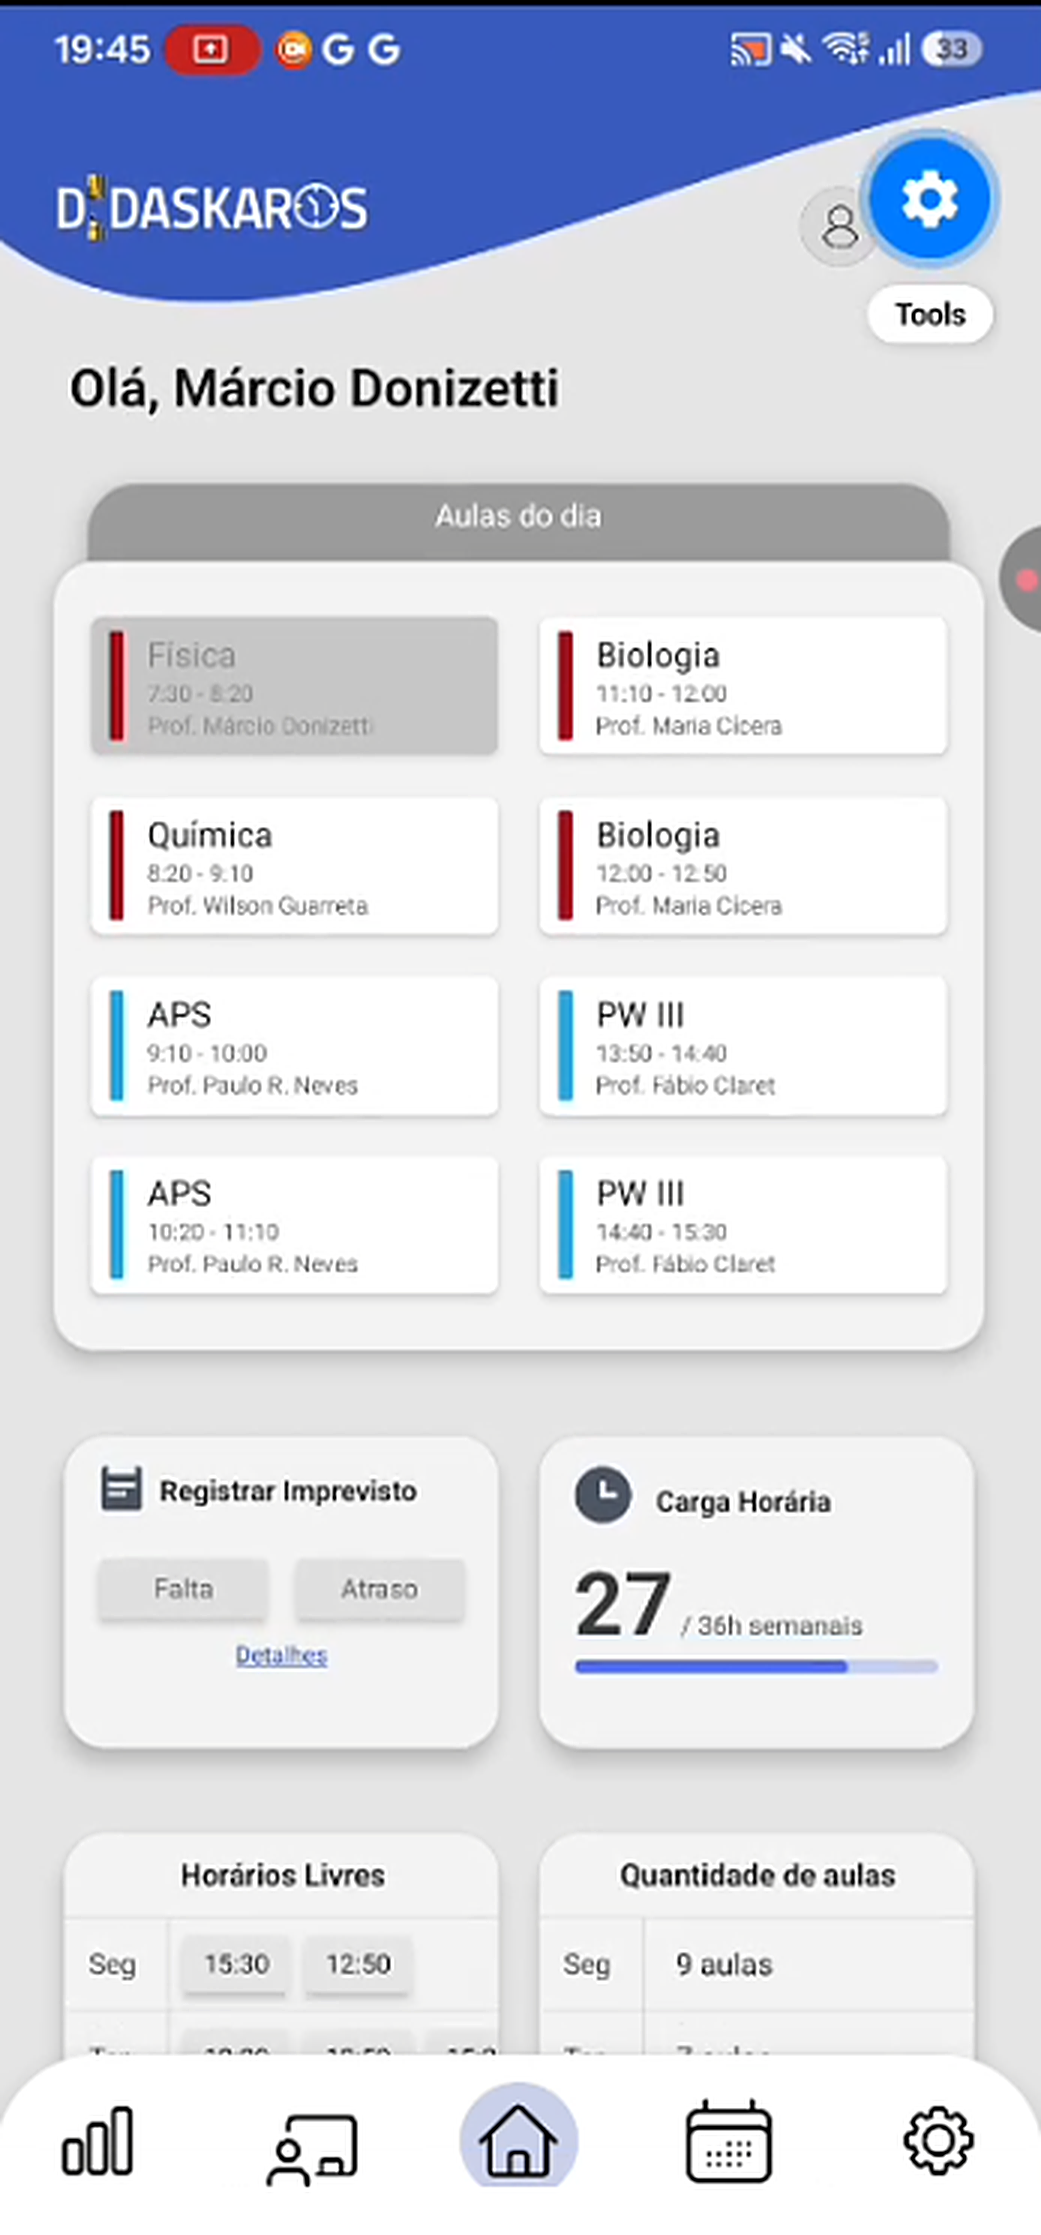 19:45
G G
33
DiDASKAROS
Tools
Olá, Márcio Donizetti
Aulas do dia
Física
7:30 - 8:20
Prof. Márcio Donizetti
Biologia
11:10 - 12:00
Prof. Maria Cícera
Química
8:20 - 9:10
Prof. Wilson Guarreta
Biologia
12:00 - 12:50
Prof. Maria Cícera
APS
9:10 - 10:00
Prof. Paulo R. Neves
PW III
13:50 - 14:40
Prof. Fábio Claret
APS
10:20 - 11:10
Prof. Paulo R. Neves
PW III
14:40 - 15:30
Prof. Fábio Claret
Registrar Imprevisto
Falta
Atraso
Detalhes
Carga Horária
27 / 36h semanais
Horários Livres
Seg
15:30
12:50
Quantidade de aulas
Seg
9 aulas